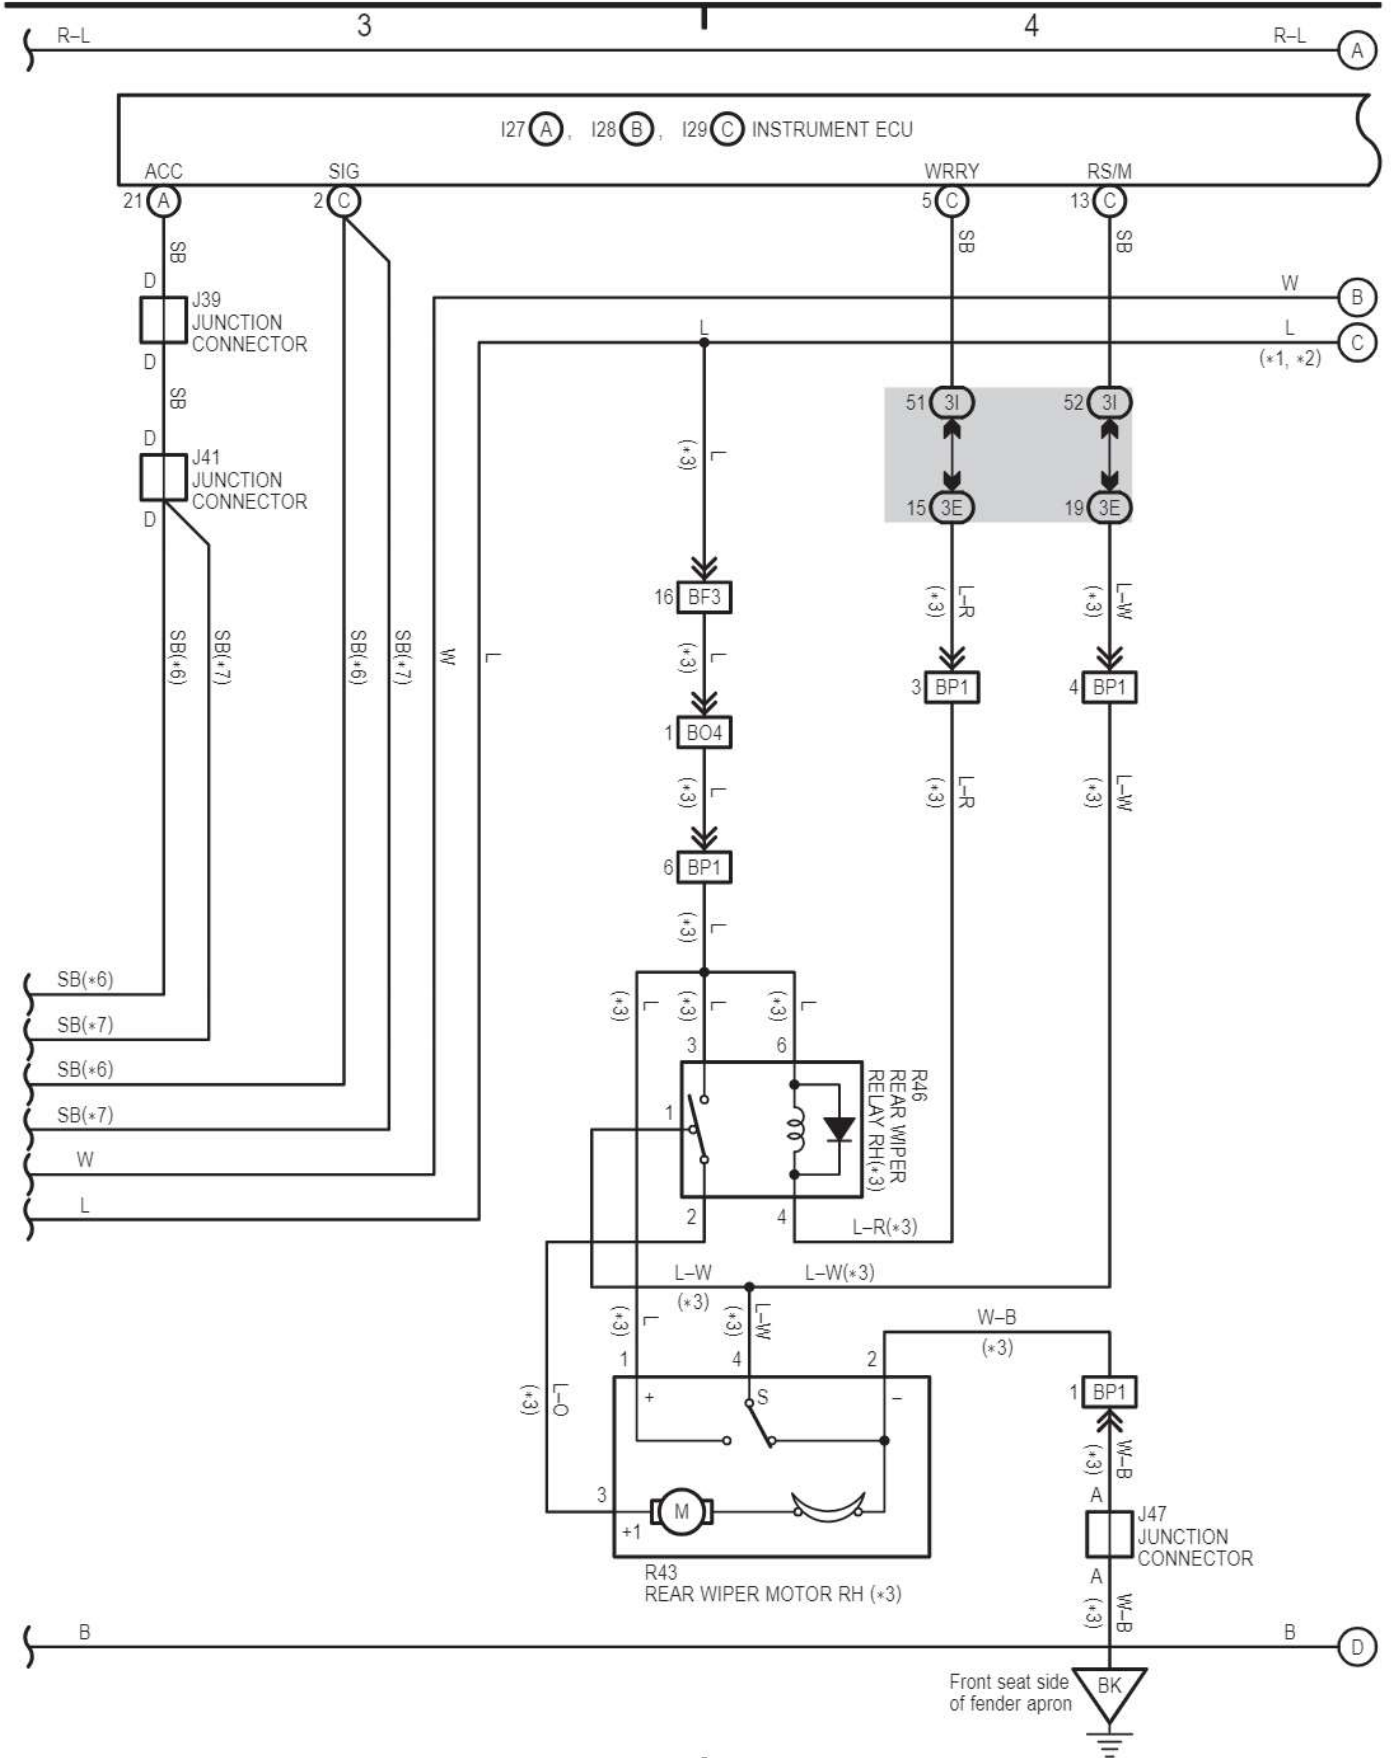 3 4
R–L R–L A
I27 A , I28 B , I29 C INSTRUMENT ECU
ACC SIG WRRY RS/M
21 A 2 C 5 C 13 C
SB SB SB
D W B
J39
JUNCTION
CONNECTOR
L L C
(*1, *2)
D
SB
51 3I 52 3I
D
J41
JUNCTION
CONNECTOR
L (*3)
15 3E 19 3E
D
16 BF3
L–R (*3) L–W (*3)
SB(*6) SB(*7) SB(*6) SB(*7) W L
L (*3)
3 BP1 4 BP1
1 BO4
L (*3) L–R (*3) L–W (*3)
6 BP1
L (*3)
SB(*6)
L (*3) L (*3) L (*3)
SB(*7)
3 6
SB(*6)
R46
REAR WIPER
RELAY RH(*3)
SB(*7) 1
W
L 2 4 L–R(*3)
L–W L–W(*3)
(*3)
L (*3) L–W (*3) W–B
(*3)
1 4 2
L–O (*3) + S – 1 BP1
W–B (*3)
3 M A
+1
J47
JUNCTION
CONNECTOR
R43
REAR WIPER MOTOR RH (*3)
A
W–B (*3)
B B D
Front seat side
of fender apron
BK